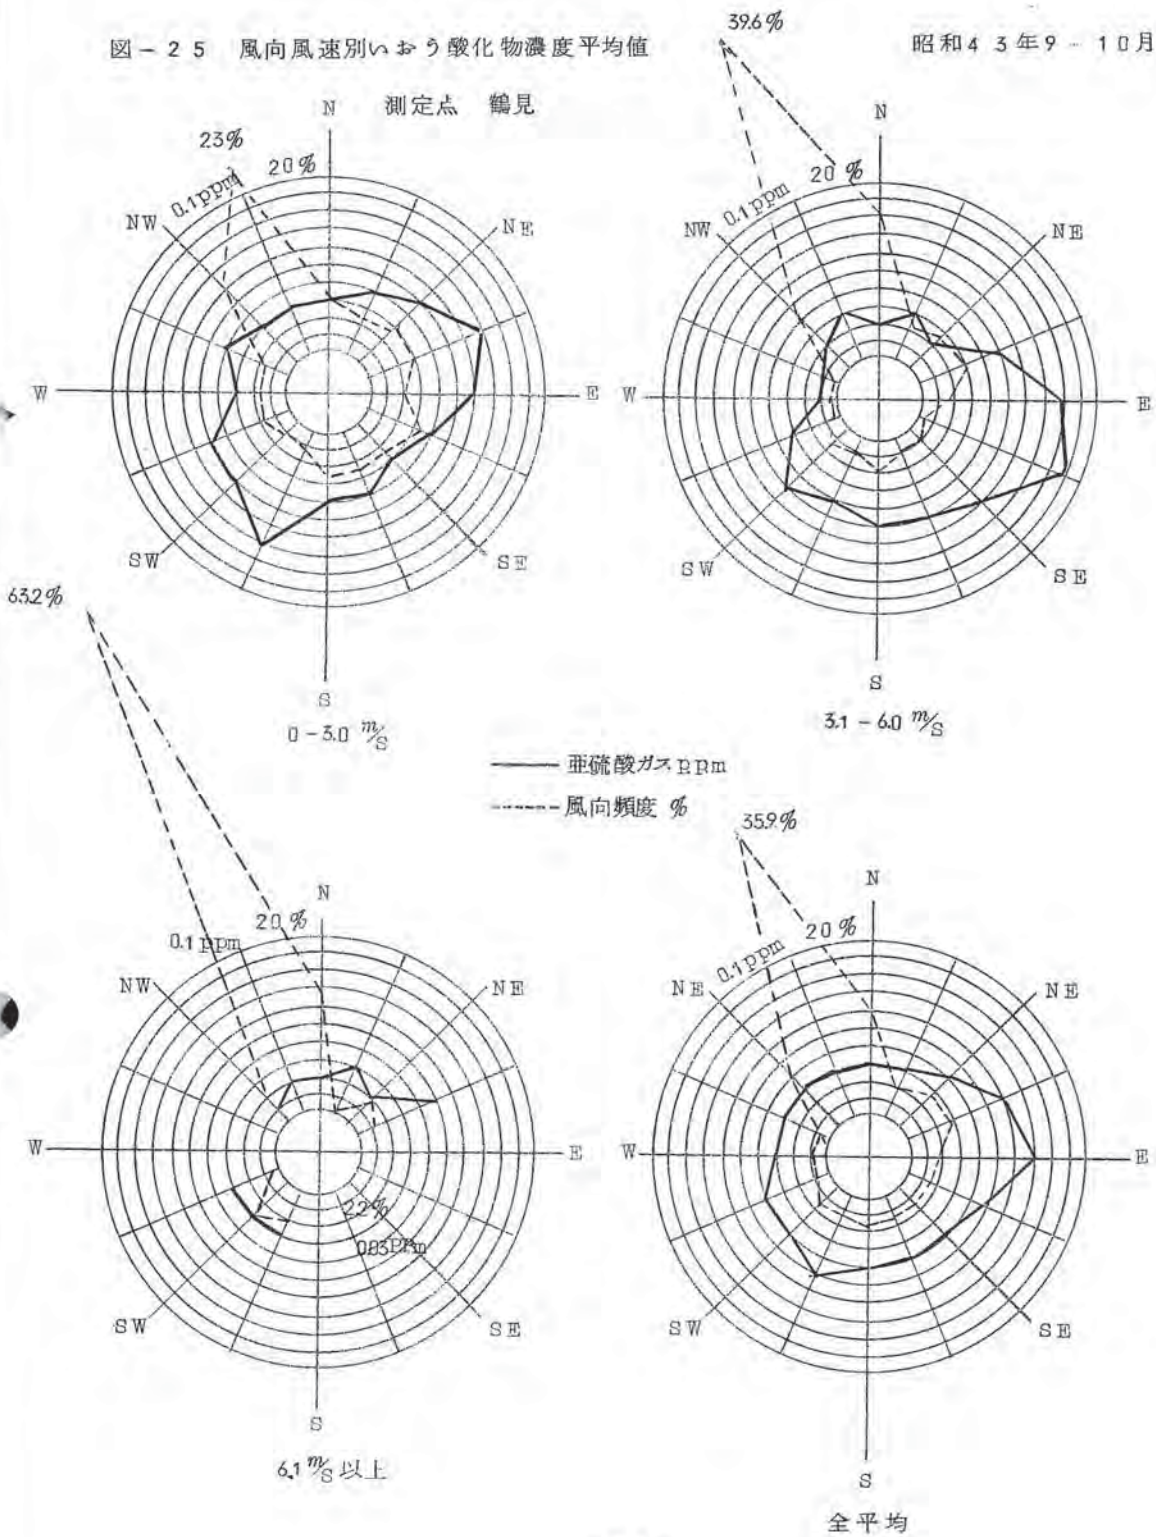 図-25 風向風速別いおう酸化物濃度平均値
昭和43年9-10月
測定点 鶴見
N
23%
20%
0.1ppm
NW
NE
W
E
SW
SE
S
0-3.0 m/s
39.6%
N
20%
0.1ppm
NW
NE
W
E
SW
SE
S
3.1-6.0 m/s
亜硫酸ガスppm
風向頻度 %
63.2%
N
20%
0.1ppm
NW
NE
W
E
2.2%
0.03ppm
SW
SE
S
6.1 m/s以上
35.9%
N
20%
0.1ppm
NE
NE
W
E
SW
SE
S
全平均